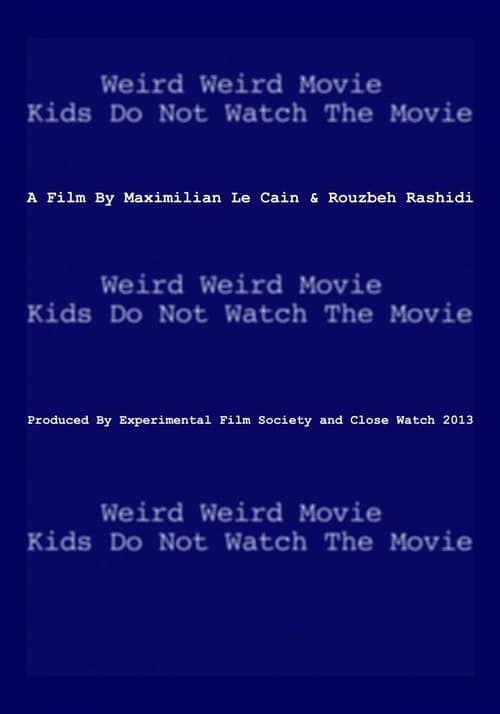 Weird Weird Movie
Kids Do Not Watch The Movie
A Film By Maximilian Le Cain & Rouzbeh Rashidi
Weird Weird Movie
Kids Do Not Watch The Movie
Produced By Experimental Film Society and Close Watch 2013
Weird Weird Movie
Kids Do Not Watch The Movie